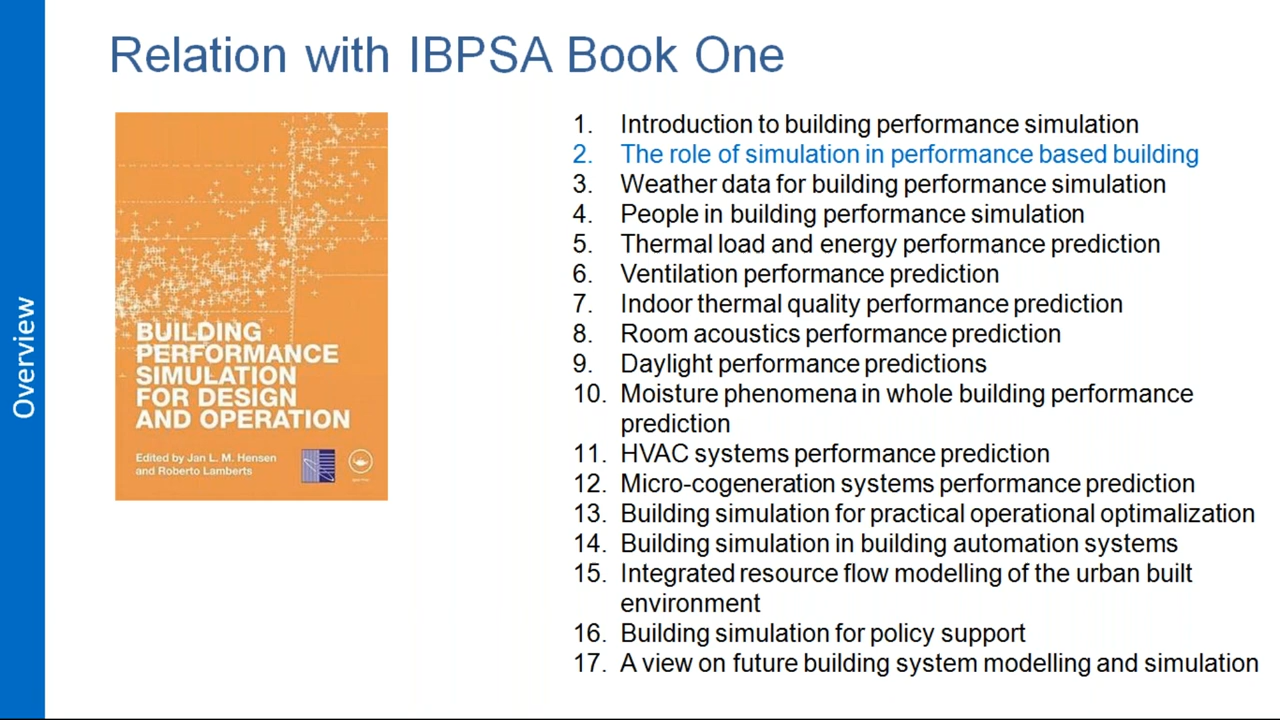 Relation with IBPSA Book One
Overview
BUILDING
PERFORMANCE
SIMULATION
FOR DESIGN
AND OPERATION
Edited by Jan L. M. Hensen
and Roberto Lamberts
1. Introduction to building performance simulation
2. The role of simulation in performance based building
3. Weather data for building performance simulation
4. People in building performance simulation
5. Thermal load and energy performance prediction
6. Ventilation performance prediction
7. Indoor thermal quality performance prediction
8. Room acoustics performance prediction
9. Daylight performance predictions
10. Moisture phenomena in whole building performance
prediction
11. HVAC systems performance prediction
12. Micro-cogeneration systems performance prediction
13. Building simulation for practical operational optimalization
14. Building simulation in building automation systems
15. Integrated resource flow modelling of the urban built
environment
16. Building simulation for policy support
17. A view on future building system modelling and simulation